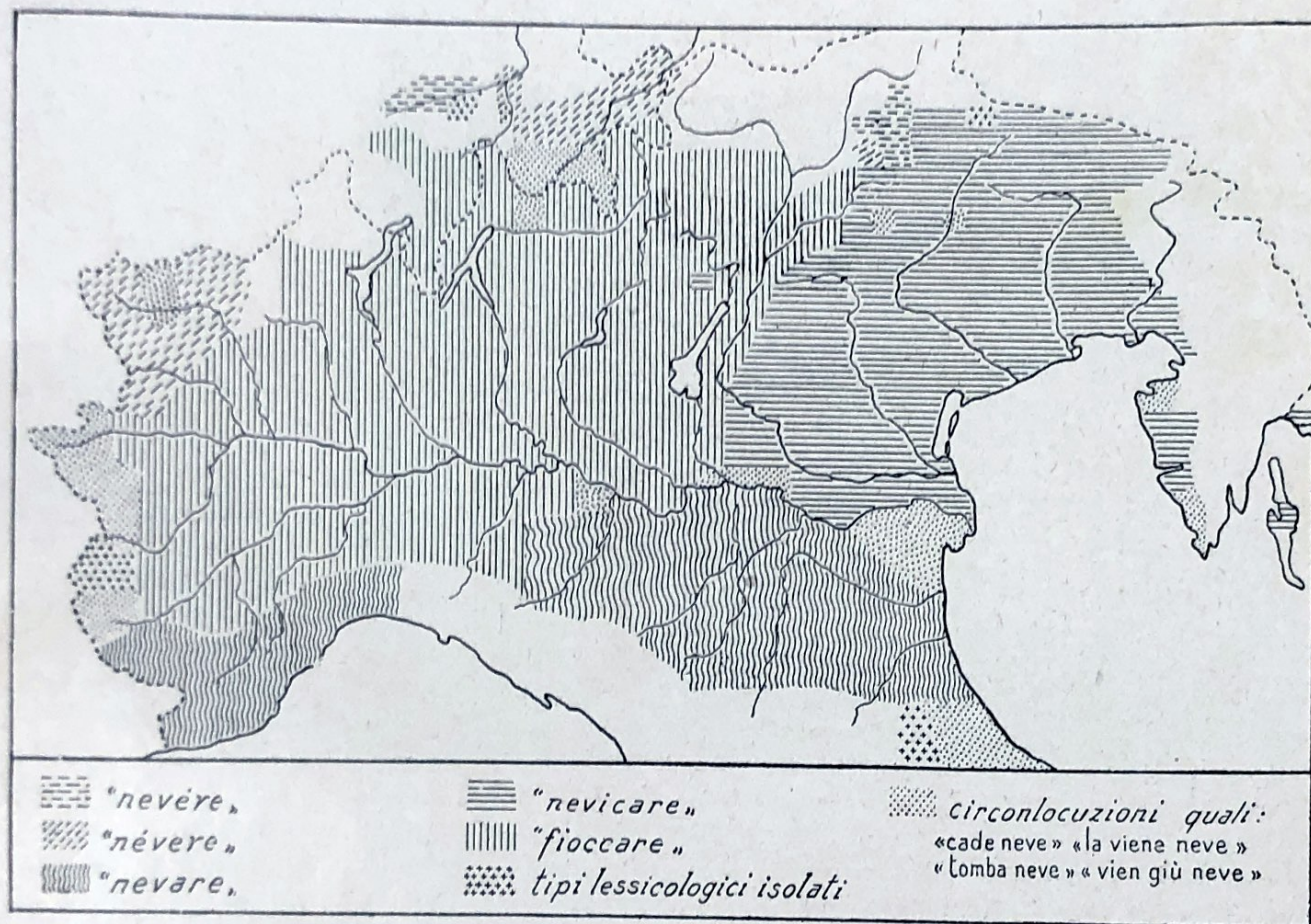 “nevére„
“névere„
“nevare„
“nevicare„
“fioccare„
tipi lessicologici isolati
circonlocuzioni quali:
«cade neve» «la viene neve»
«tomba neve» « vien giù neve»